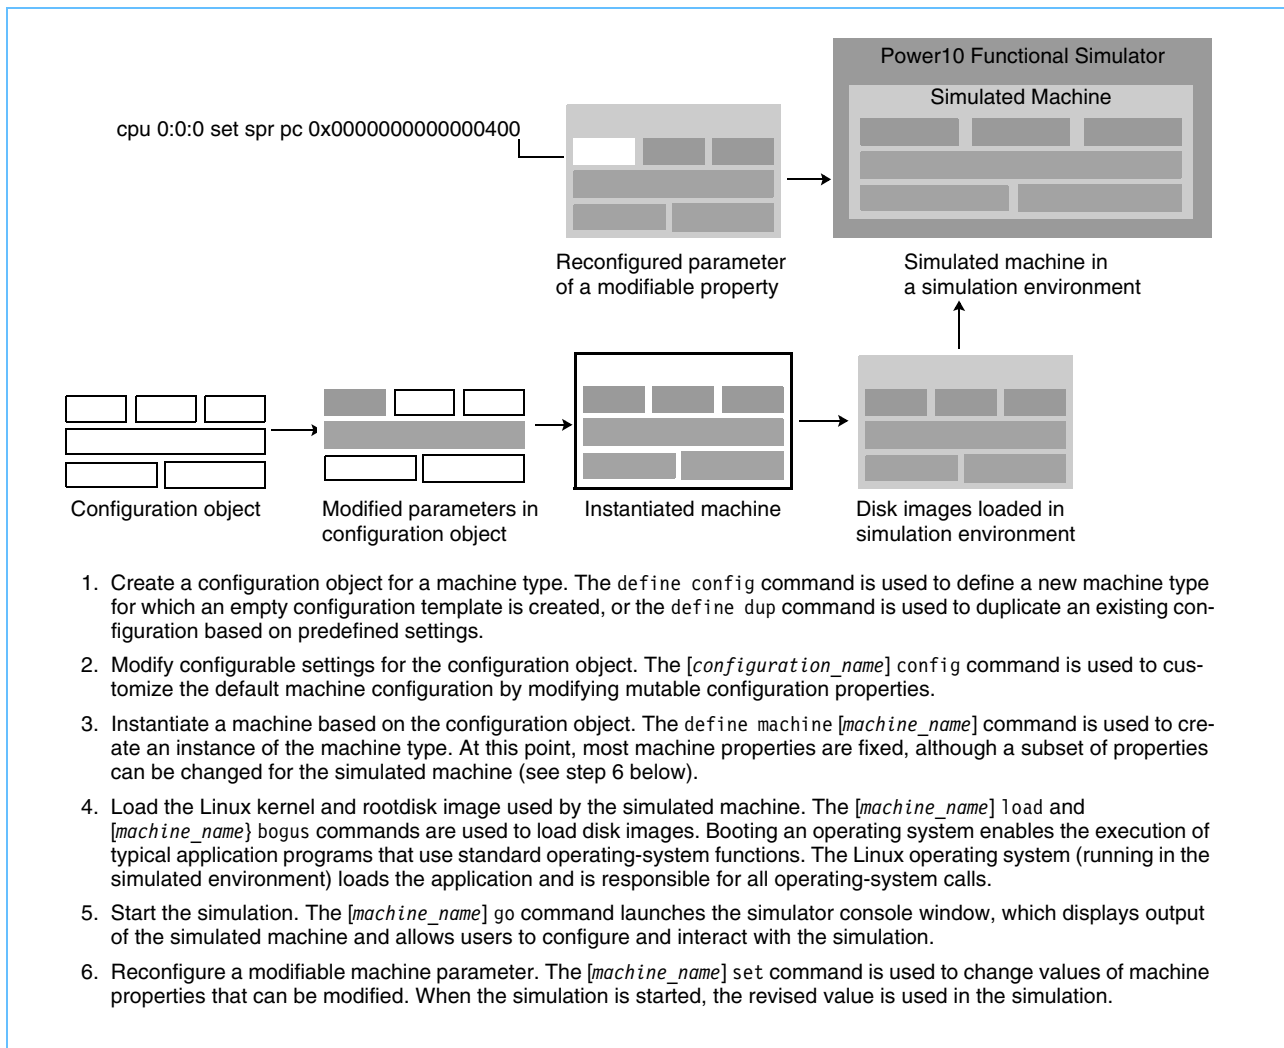 Power10 Functional Simulator
Simulated Machine
cpu 0:0:0 set spr pc 0x0000000000000400
Reconfigured parameter
of a modifiable property
Simulated machine in
a simulation environment
Configuration object
Modified parameters in
configuration object
Instantiated machine
Disk images loaded in
simulation environment
1. Create a configuration object for a machine type. The define config command is used to define a new machine type
for which an empty configuration template is created, or the define dup command is used to duplicate an existing con-
figuration based on predefined settings.
2. Modify configurable settings for the configuration object. The [configuration_name] config command is used to cus-
tomize the default machine configuration by modifying mutable configuration properties.
3. Instantiate a machine based on the configuration object. The define machine [machine_name] command is used to cre-
ate an instance of the machine type. At this point, most machine properties are fixed, although a subset of properties
can be changed for the simulated machine (see step 6 below).
4. Load the Linux kernel and rootdisk image used by the simulated machine. The [machine_name] load and
[machine_name} bogus commands are used to load disk images. Booting an operating system enables the execution of
typical application programs that use standard operating-system functions. The Linux operating system (running in the
simulated environment) loads the application and is responsible for all operating-system calls.
5. Start the simulation. The [machine_name] go command launches the simulator console window, which displays output
of the simulated machine and allows users to configure and interact with the simulation.
6. Reconfigure a modifiable machine parameter. The [machine_name] set command is used to change values of machine
properties that can be modified. When the simulation is started, the revised value is used in the simulation.